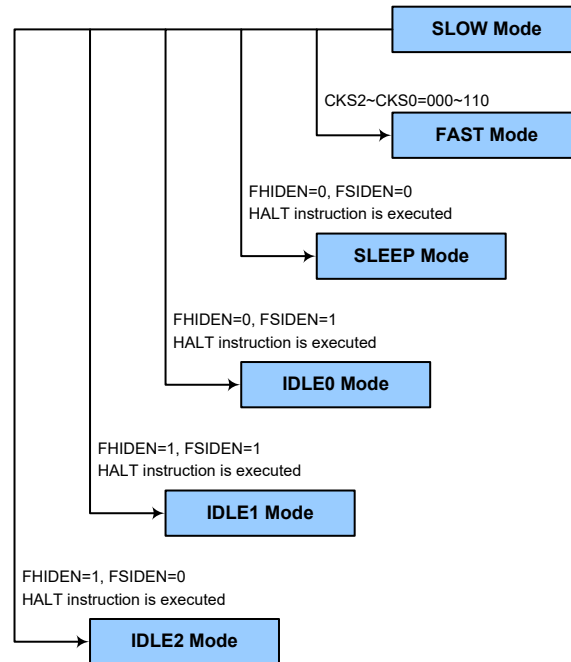 SLOW Mode
CKS2~CKS0=000~110
FAST Mode
FHIDEN=0, FSIDEN=0
HALT instruction is executed
SLEEP Mode
FHIDEN=0, FSIDEN=1
HALT instruction is executed
IDLE0 Mode
FHIDEN=1, FSIDEN=1
HALT instruction is executed
IDLE1 Mode
FHIDEN=1, FSIDEN=0
HALT instruction is executed
IDLE2 Mode